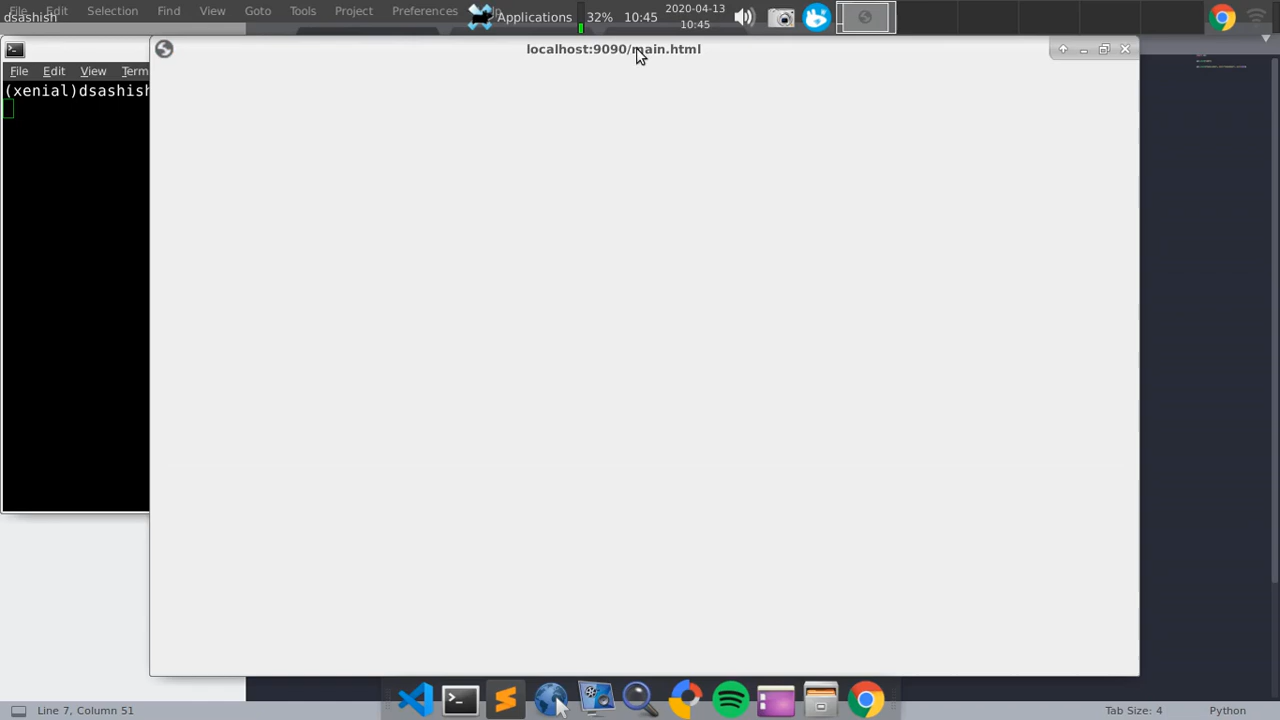 File Edit Selection Find View Goto Tools Project Preferences
dsashish
Applications 32% 10:45 2020-04-13
10:45
localhost:9090/main.html
File Edit View Term
(xenial)dsashish
Line 7, Column 51 Tab Size: 4 Python